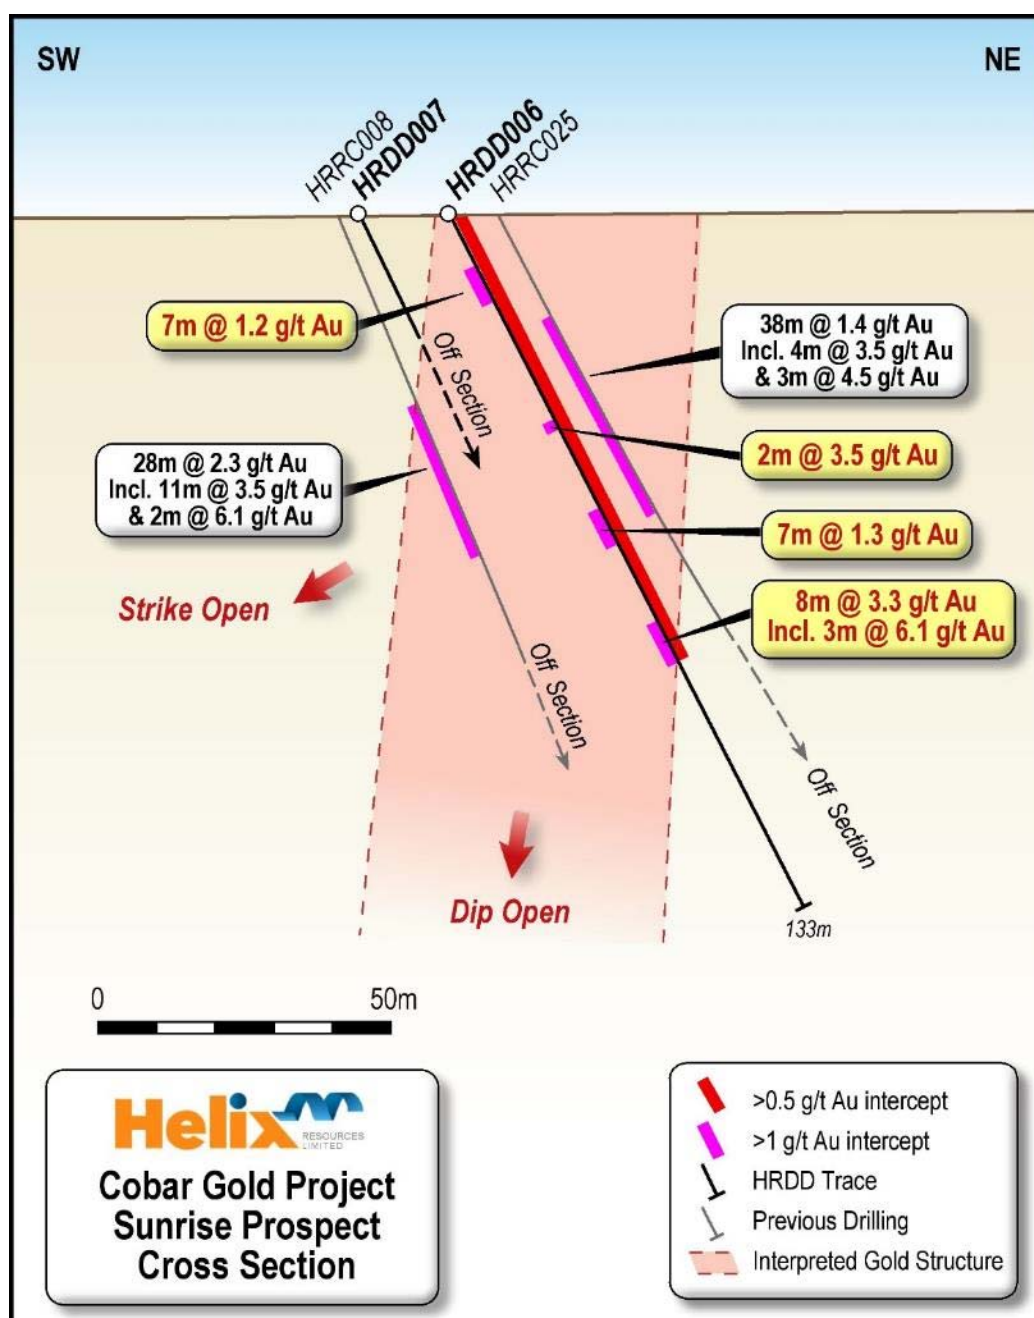 SW
NE
HRRC008
HRDD007
HRDD006
HRRC025
7m @ 1.2 g/t Au
38m @ 1.4 g/t Au
Incl. 4m @ 3.5 g/t Au
& 3m @ 4.5 g/t Au
Off Section
2m @ 3.5 g/t Au
28m @ 2.3 g/t Au
Incl. 11m @ 3.5 g/t Au
& 2m @ 6.1 g/t Au
7m @ 1.3 g/t Au
Strike Open
8m @ 3.3 g/t Au
Incl. 3m @ 6.1 g/t Au
Off Section
Off Section
Dip Open
133m
0
50m
Helix
RESOURCES
LIMITED
Cobar Gold Project
Sunrise Prospect
Cross Section
>0.5 g/t Au intercept
>1 g/t Au intercept
HRDD Trace
Previous Drilling
Interpreted Gold Structure